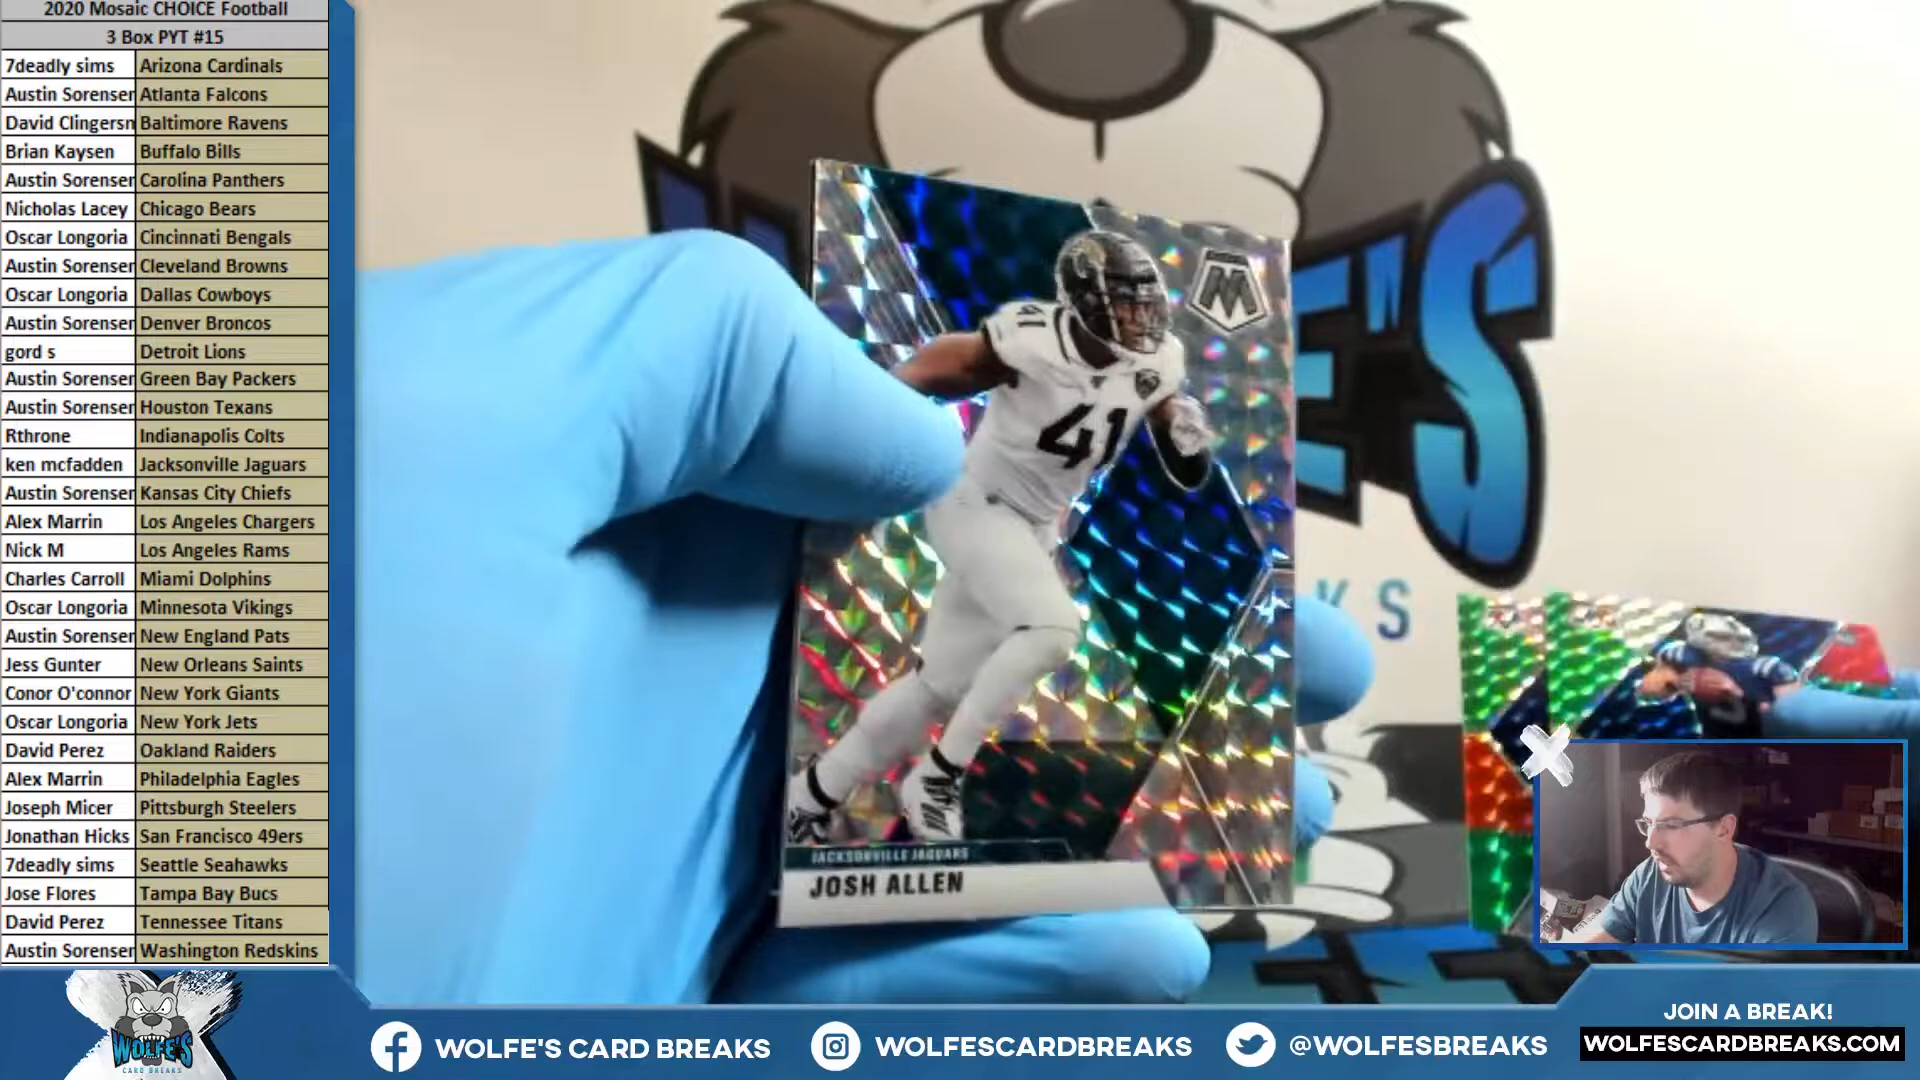 2020 Mosaic CHOICE Football
3 Box PYT #15
7deadly sims Arizona Cardinals
Austin Sorenser Atlanta Falcons
David Clingersn Baltimore Ravens
Brian Kaysen Buffalo Bills
Austin Sorenser Carolina Panthers
Nicholas Lacey Chicago Bears
Oscar Longoria Cincinnati Bengals
Austin Sorenser Cleveland Browns
Oscar Longoria Dallas Cowboys
Austin Sorenser Denver Broncos
gord s Detroit Lions
Austin Sorenser Green Bay Packers
Austin Sorenser Houston Texans
Rthrone Indianapolis Colts
ken mcfadden Jacksonville Jaguars
Austin Sorenser Kansas City Chiefs
Alex Marrin Los Angeles Chargers
Nick M Los Angeles Rams
Charles Carroll Miami Dolphins
Oscar Longoria Minnesota Vikings
Austin Sorenser New England Pats
Jess Gunter New Orleans Saints
Conor O'connor New York Giants
Oscar Longoria New York Jets
David Perez Oakland Raiders
Alex Marrin Philadelphia Eagles
Joseph Micer Pittsburgh Steelers
Jonathan Hicks San Francisco 49ers
7deadly sims Seattle Seahawks
Jose Flores Tampa Bay Bucs
David Perez Tennessee Titans
Austin Sorenser Washington Redskins
M
41
41
JACKSONVILLE JAGUARS
JOSH ALLEN
E'S
KS
WOLFE'S
CARD BREAKS
WOLFE'S CARD BREAKS
WOLFESCARDBREAKS
@WOLFESBREAKS
JOIN A BREAK!
WOLFESCARDBREAKS.COM